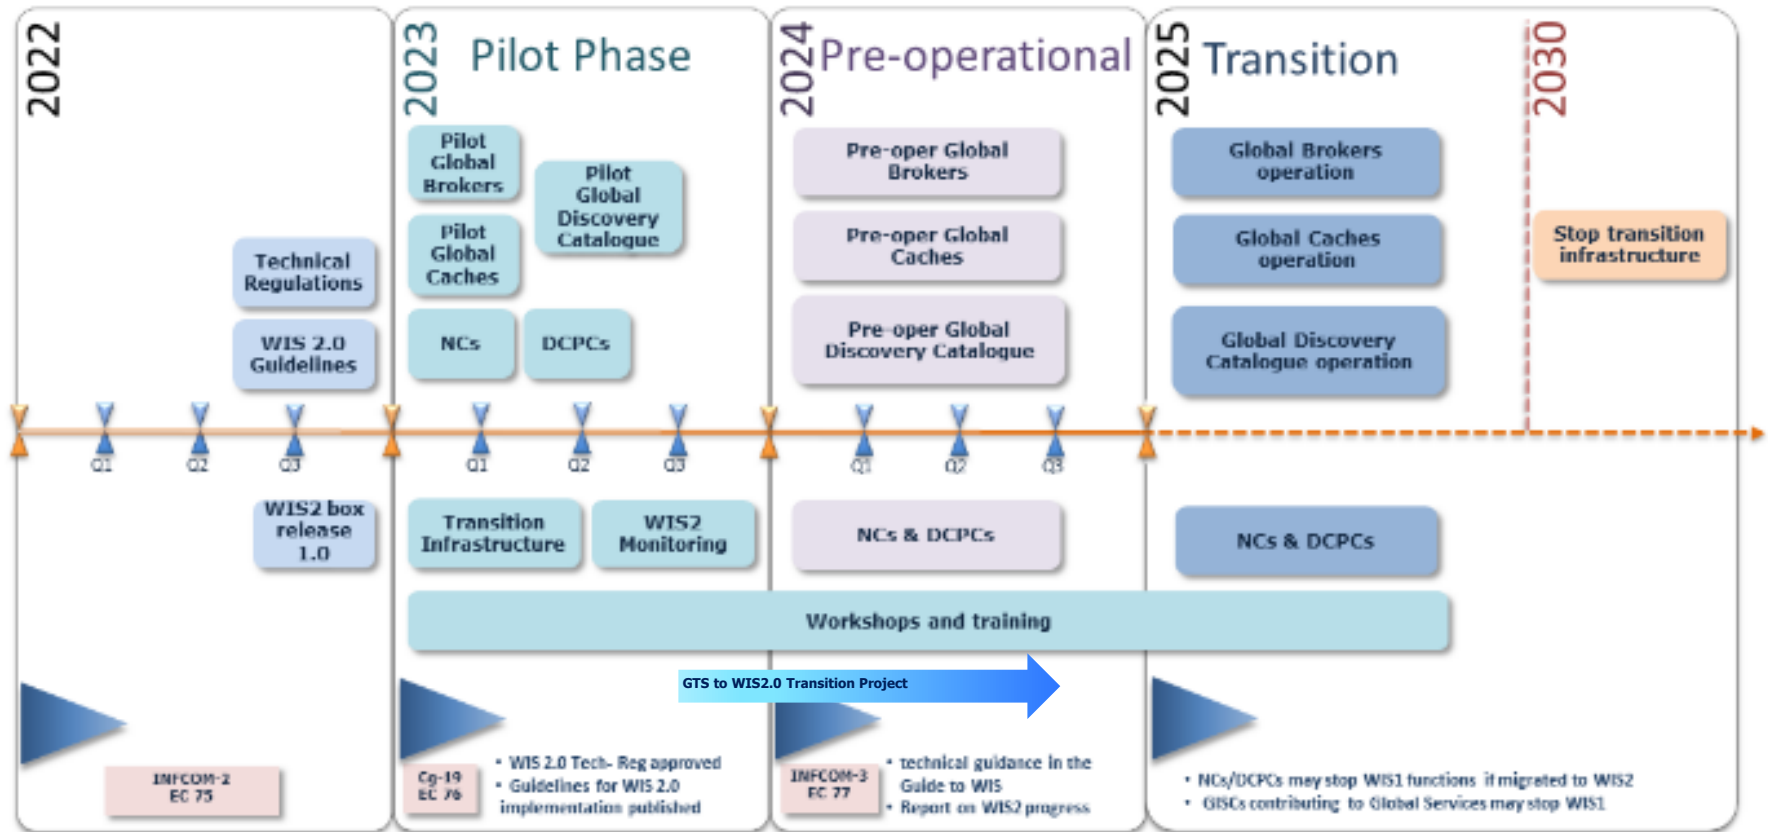 2022
2023
Pilot Phase
2024
Pre-operational
2025
Transition
2030
Technical
Regulations
WIS 2.0
Guidelines
Pilot
Global
Brokers
Pilot
Global
Caches
Pilot
Global
Discovery
Catalogue
NCs
DCPCs
Pre-oper Global
Brokers
Pre-oper Global
Caches
Pre-oper Global
Discovery Catalogue
Global Brokers
operation
Global Caches
operation
Global Discovery
Catalogue operation
Stop transition
infrastructure
Q1
Q2
Q3
Q1
Q2
Q3
Q1
Q2
Q3
WIS2 box
release
1.0
Transition
Infrastructure
WIS2
Monitoring
NCs & DCPCs
NCs & DCPCs
Workshops and training
GTS to WIS2.0 Transition Project
INFCOM-2
EC 75
Cg-19
EC 76
• WIS 2.0 Tech- Reg approved
• Guidelines for WIS 2.0
implementation published
INFCOM-3
EC 77
• technical guidance in the
Guide to WIS
• Report on WIS2 progress
• NCs/DCPCs may stop WIS1 functions if migrated to WIS2
• GISCs contributing to Global Services may stop WIS1